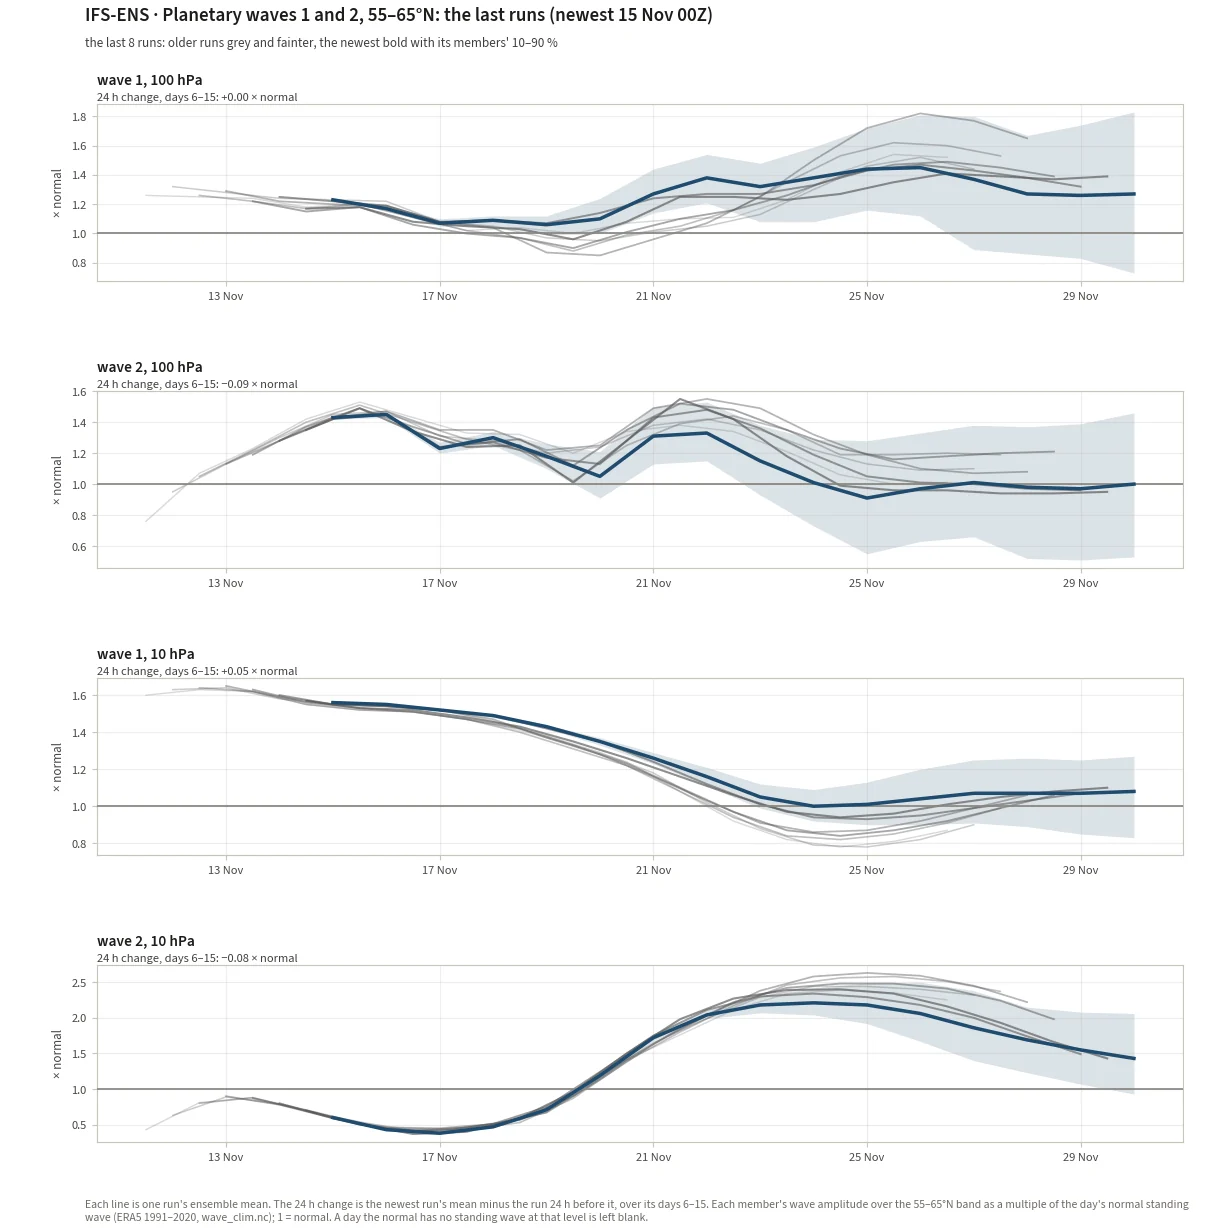 IFS-ENS · Planetary waves 1 and 2, 55–65°N: the last runs (newest 15 Nov 00Z)
the last 8 runs: older runs grey and fainter, the newest bold with its members' 10–90 %
wave 1, 100 hPa
24 h change, days 6–15: +0.00 × normal
× normal
1.8
1.6
1.4
1.2
1.0
0.8
13 Nov 17 Nov 21 Nov 25 Nov 29 Nov
wave 2, 100 hPa
24 h change, days 6–15: −0.09 × normal
× normal
1.6
1.4
1.2
1.0
0.8
0.6
13 Nov 17 Nov 21 Nov 25 Nov 29 Nov
wave 1, 10 hPa
24 h change, days 6–15: +0.05 × normal
× normal
1.6
1.4
1.2
1.0
0.8
13 Nov 17 Nov 21 Nov 25 Nov 29 Nov
wave 2, 10 hPa
24 h change, days 6–15: −0.08 × normal
× normal
2.5
2.0
1.5
1.0
0.5
13 Nov 17 Nov 21 Nov 25 Nov 29 Nov
Each line is one run's ensemble mean. The 24 h change is the newest run's mean minus the run 24 h before it, over its days 6–15. Each member's wave amplitude over the 55–65°N band as a multiple of the day's normal standing
wave (ERA5 1991–2020, wave_clim.nc); 1 = normal. A day the normal has no standing wave at that level is left blank.